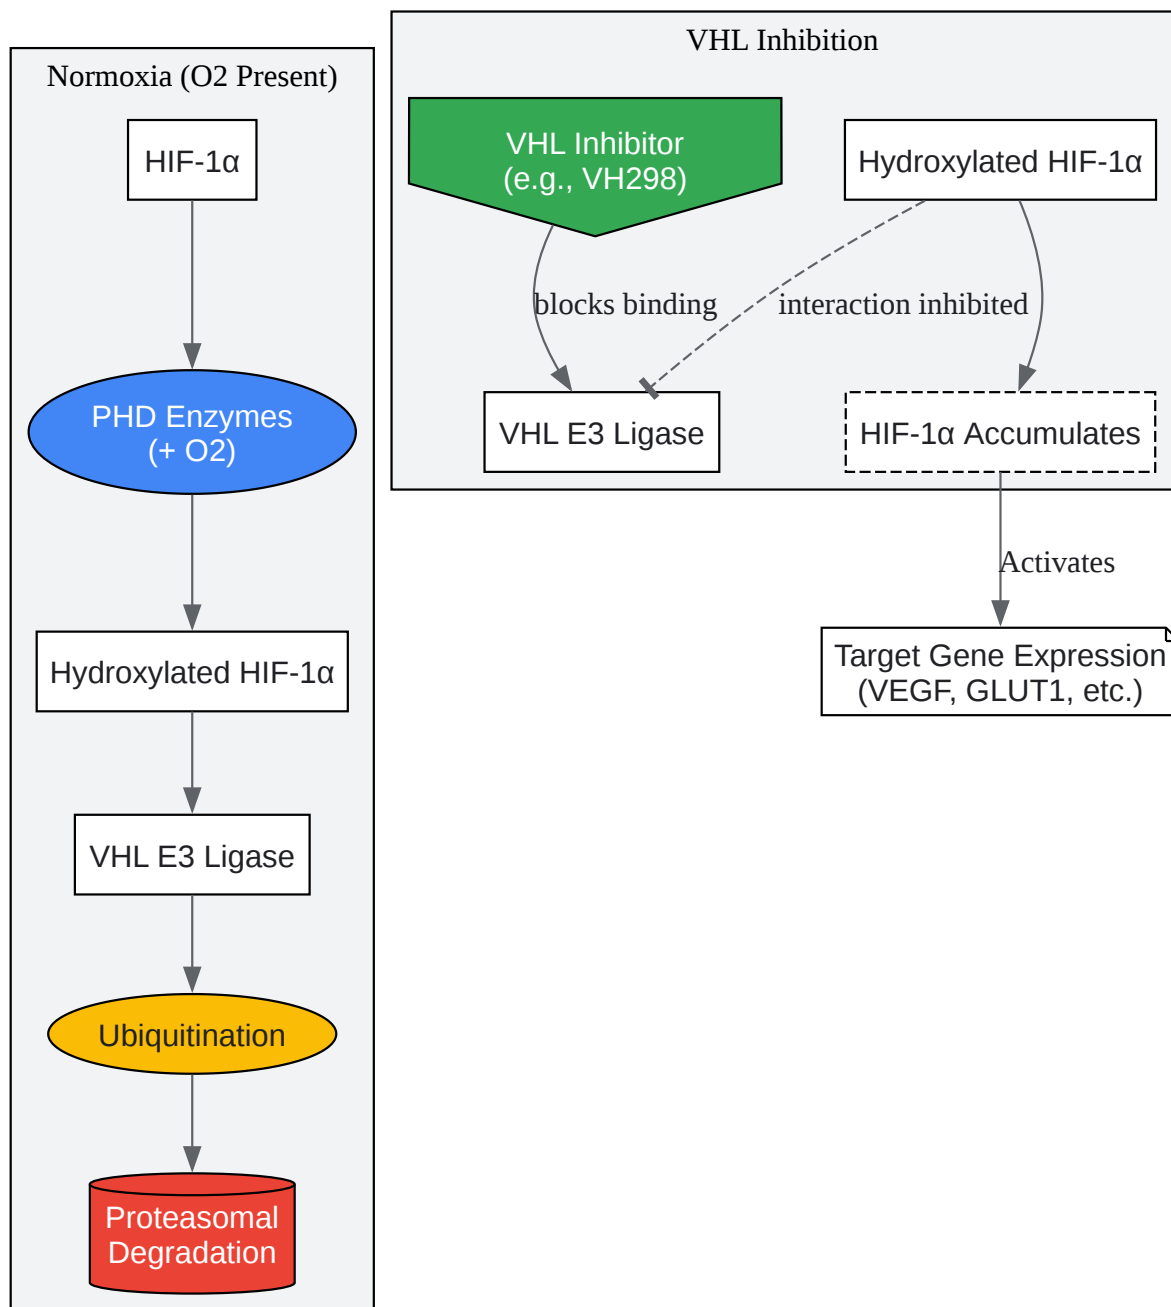 Normoxia (O2 Present)
HIF-1α
PHD Enzymes
(+ O2)
Hydroxylated HIF-1α
VHL E3 Ligase
Ubiquitination
Proteasomal
Degradation
VHL Inhibition
VHL Inhibitor
(e.g., VH298)
Hydroxylated HIF-1α
blocks binding
interaction inhibited
VHL E3 Ligase
HIF-1α Accumulates
Activates
Target Gene Expression
(VEGF, GLUT1, etc.)